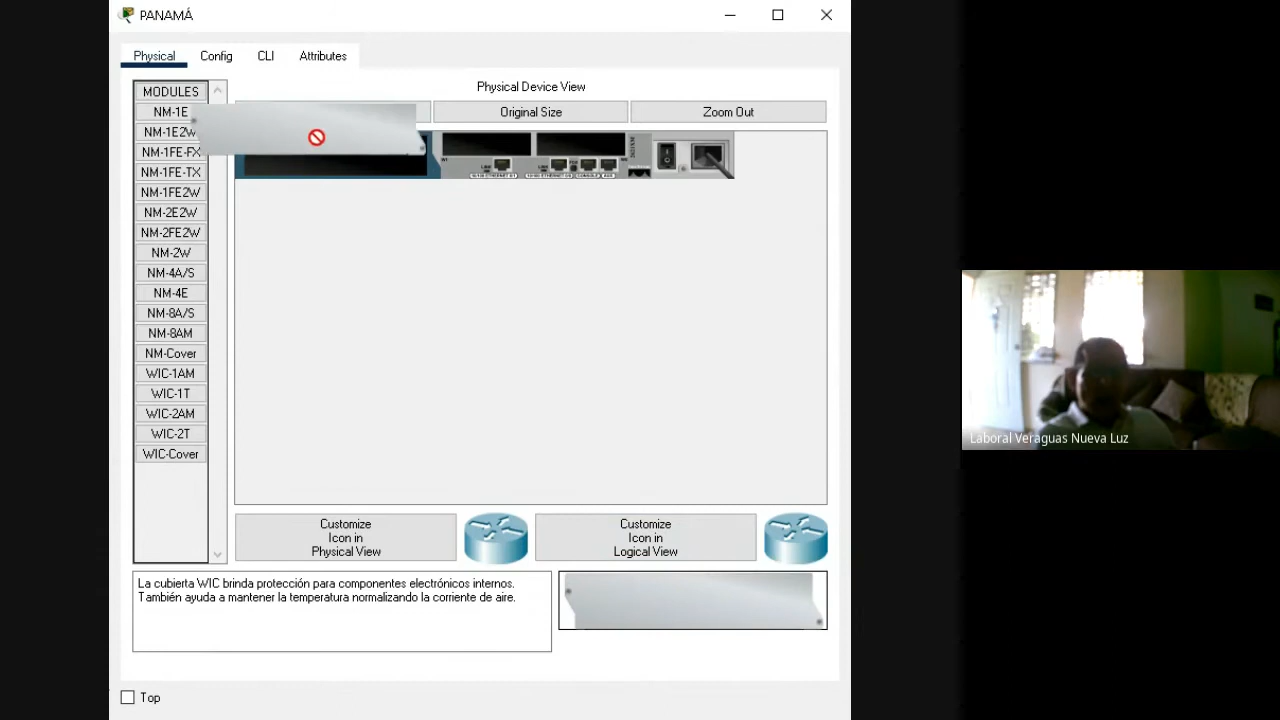 PANAMÁ
Physical
Config
CLI
Attributes
MODULES
NM-1E
NM-1E2W
NM-1FE-FX
NM-1FE-TX
NM-1FE2W
NM-2E2W
NM-2FE2W
NM-2W
NM-4A/S
NM-4E
NM-8A/S
NM-8AM
NM-Cover
WIC-1AM
WIC-1T
WIC-2AM
WIC-2T
WIC-Cover
Physical Device View
Original Size
Zoom Out
Customize
Icon in
Physical View
Customize
Icon in
Logical View
La cubierta WIC brinda protección para componentes electrónicos internos.
También ayuda a mantener la temperatura normalizando la corriente de aire.
Top
Laboral Veraguas Nueva Luz